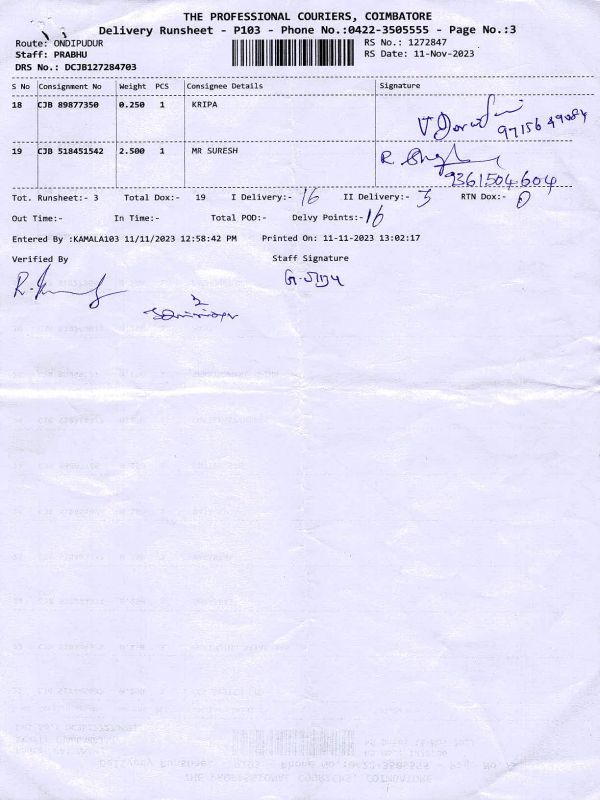 THE PROFESSIONAL COURIERS, COIMBATORE
Delivery Runsheet - P103 - Phone No.:0422-3505555 - Page No.:3
Route: ONDIPUDUR
RS No.: 1272847
Staff: PRABHU
RS Date: 11-Nov-2023
DRS No.: DCJB127284703
S No Consignment No Weight PCS Consignee Details Signature
18 CJB 89877350 0.250 1 KRIPA
19 CJB 518451542 2.500 1 MR SURESH R
9361504604
Tot. Runsheet:- 3 Total Dox:- 19 I Delivery:- 16 II Delivery:- 3 RTN Dox:- 0
Out Time:- In Time:- Total POD:- Delvy Points:- 16
Entered By :KAMALA103 11/11/2023 12:58:42 PM Printed On: 11-11-2023 13:02:17
Verified By Staff Signature